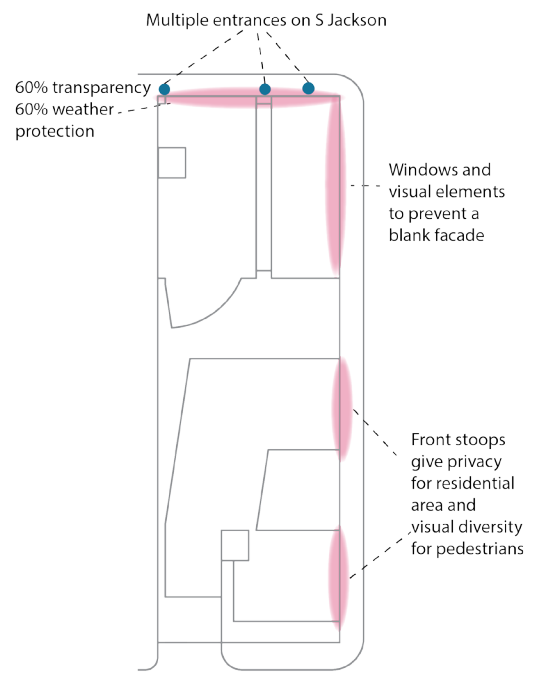 Multiple entrances on S Jackson
60% transparency
60% weather
protection
Windows and
visual elements
to prevent a
blank facade
Front stoops
give privacy
for residential
area and
visual diversity
for pedestrians